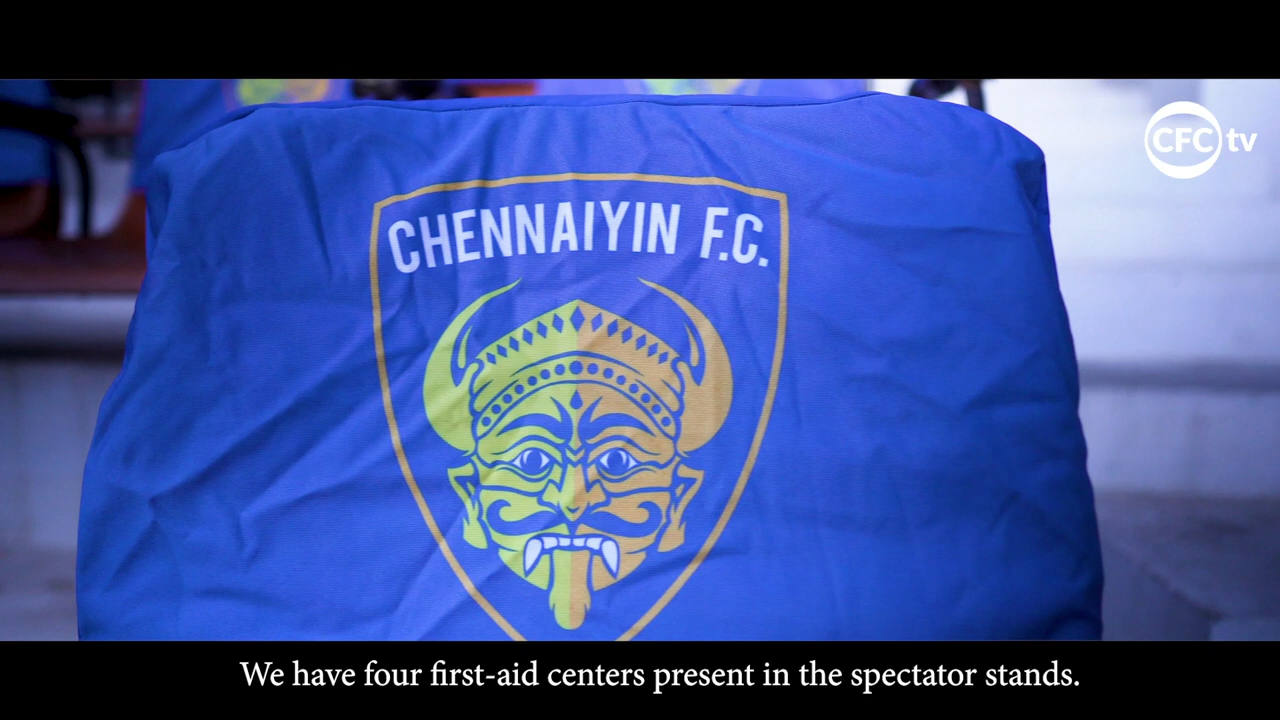 CFC tv
CHENNAIYIN F.C.
We have four first-aid centers present in the spectator stands.